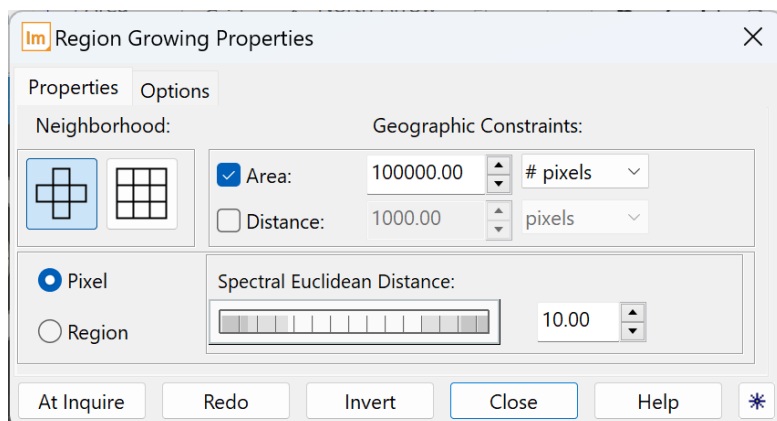 Im Region Growing Properties
Properties Options
Neighborhood: Geographic Constraints:
Area: 100000.00 # pixels
Distance: 1000.00 pixels
Pixel Spectral Euclidean Distance:
10.00
Region
At Inquire Redo Invert Close Help